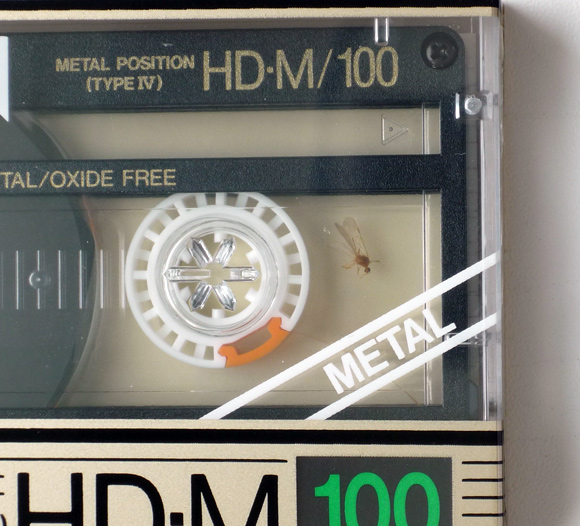 METAL POSITION
(TYPE IV)
HD·M/100
TAL/OXIDE FREE
METAL
HD·M
100